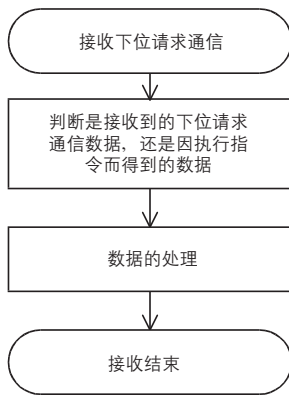 接收下位请求通信
判断是接收到的下位请求
通信数据，还是因执行指
令而得到的数据
数据的处理
接收结束